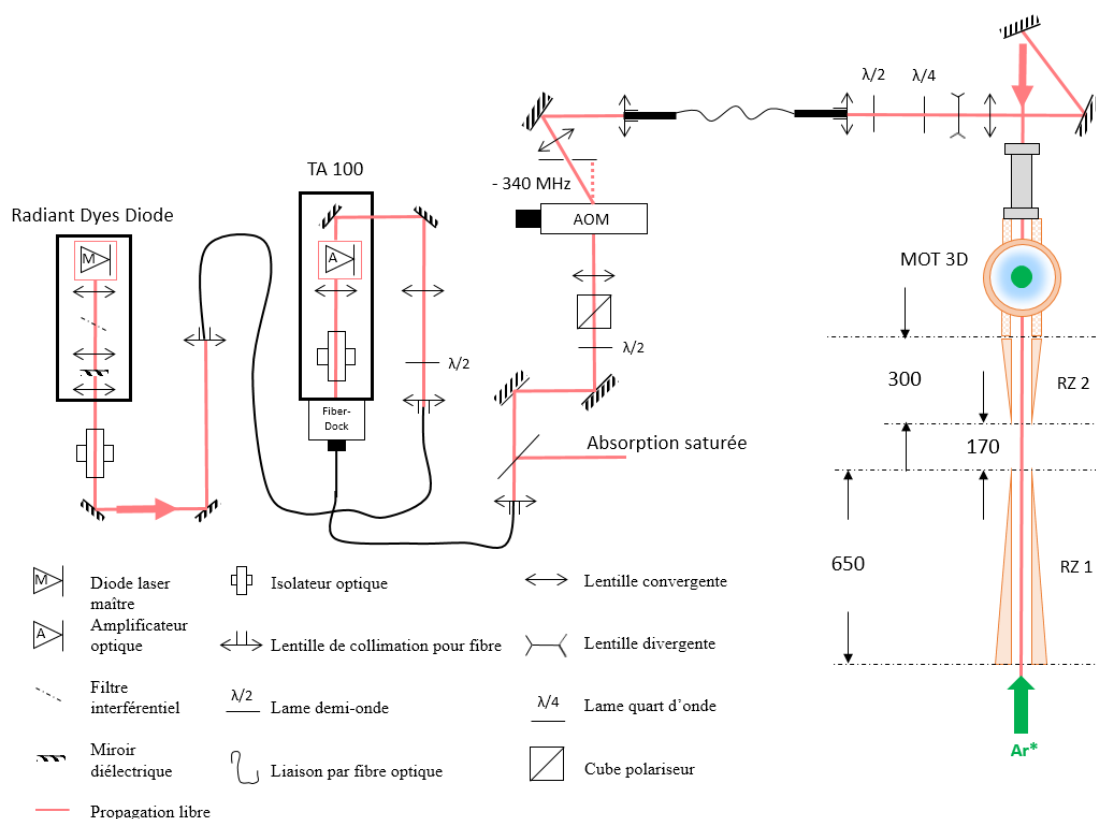 λ/2
λ/4
TA 100
- 340 MHz
Radiant Dyes Diode
AOM
M
A
MOT 3D
λ/2
λ/2
300
RZ 2
Fiber-
Dock
Absorption saturée
170
650
RZ 1
M
Diode laser
maître
Isolateur optique
Lentille convergente
A
Amplificateur
optique
Lentille de collimation pour fibre
Lentille divergente
Filtre
interférentiel
λ/2
Lame demi-onde
λ/4
Lame quart d’onde
Ar*
Miroir
diélectrique
Liaison par fibre optique
Cube polariseur
Propagation libre